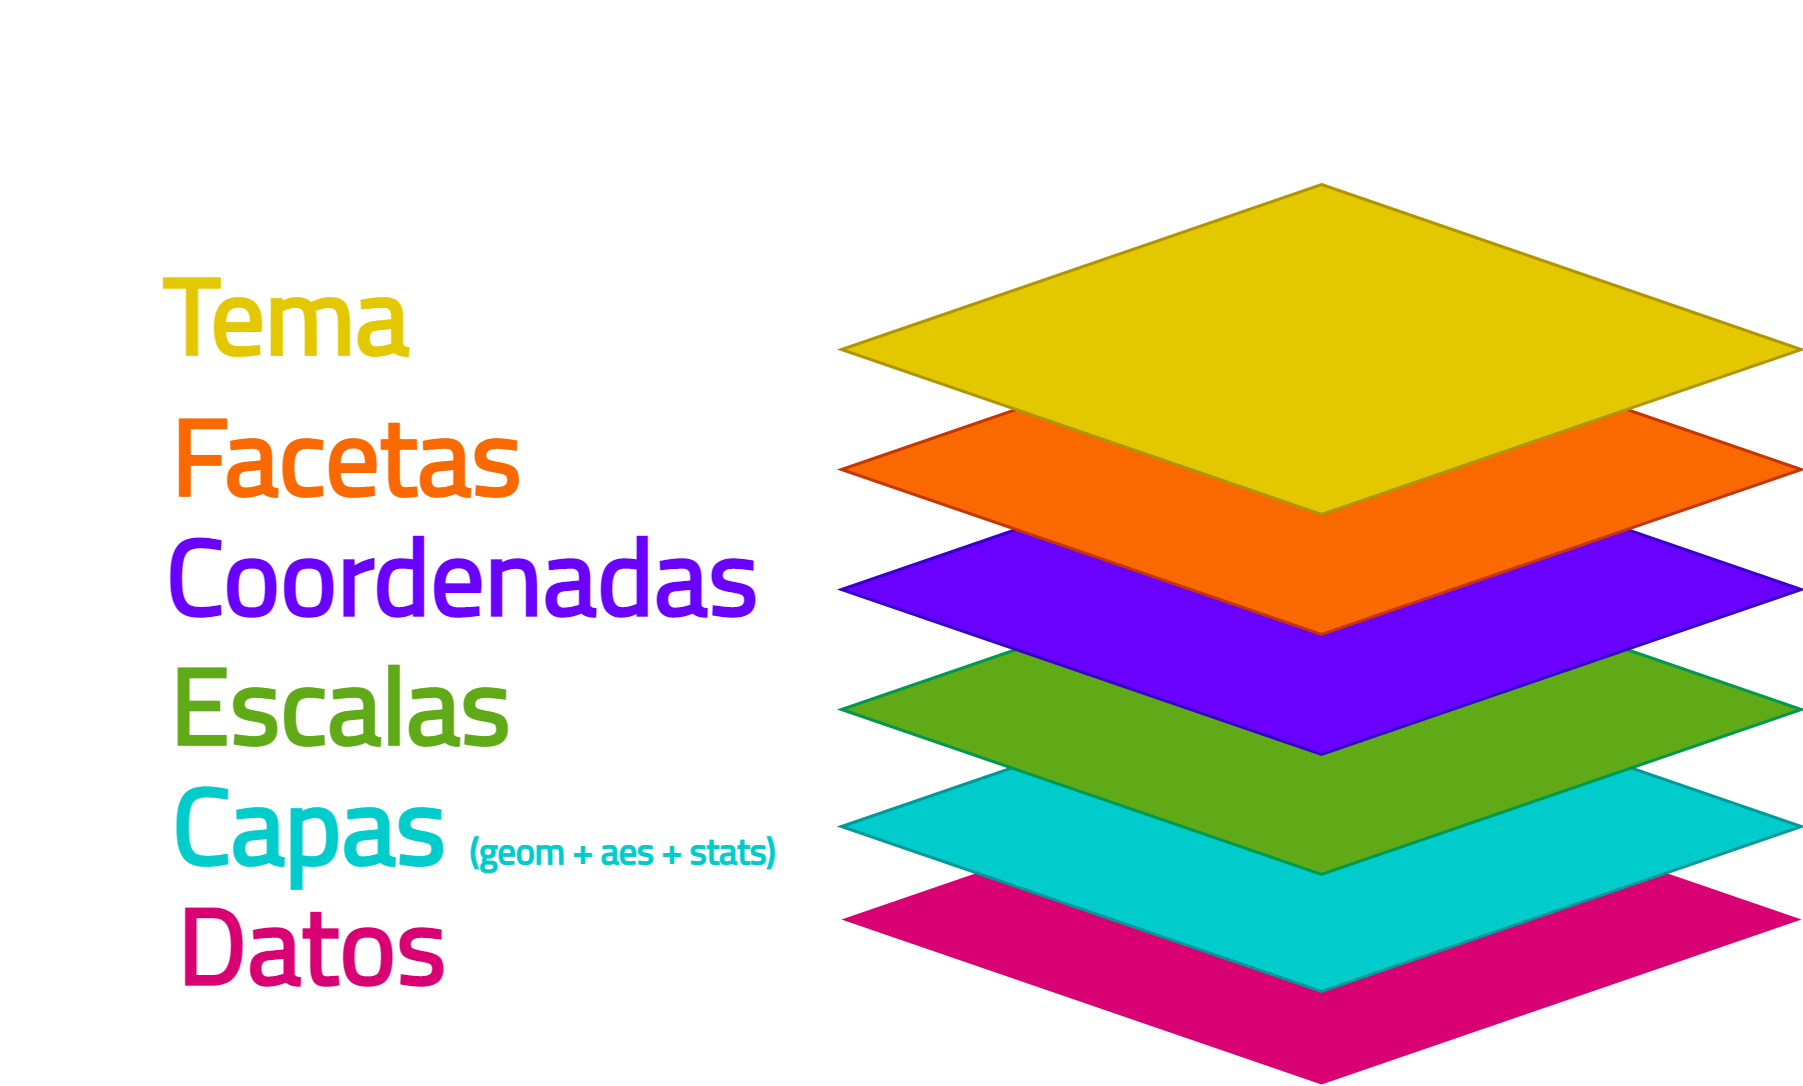 Tema
Facetas
Coordenadas
Escalas
Capas (geom + aes + stats)
Datos